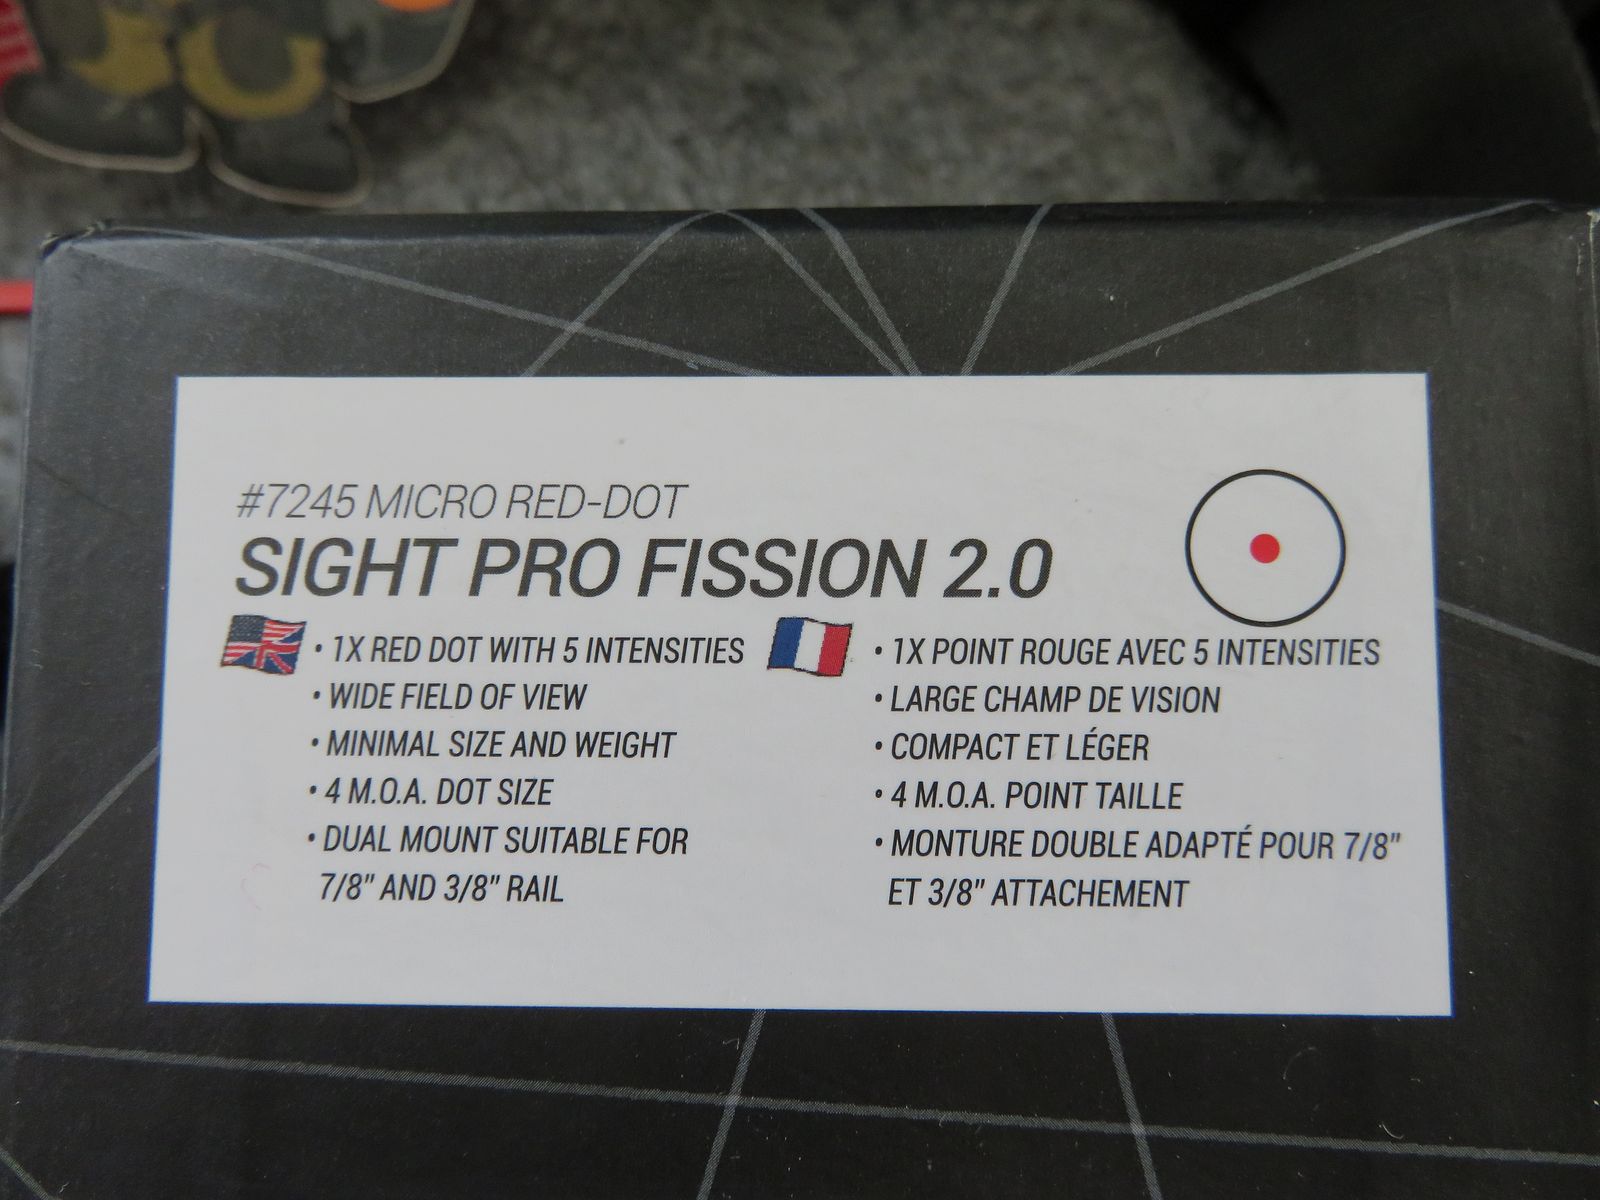 #7245 MICRO RED-DOT
SIGHT PRO FISSION 2.0
• 1X RED DOT WITH 5 INTENSITIES
• WIDE FIELD OF VIEW
• MINIMAL SIZE AND WEIGHT
• 4 M.O.A. DOT SIZE
• DUAL MOUNT SUITABLE FOR
7/8" AND 3/8" RAIL
• 1X POINT ROUGE AVEC 5 INTENSITIES
• LARGE CHAMP DE VISION
• COMPACT ET LÉGER
• 4 M.O.A. POINT TAILLE
• MONTURE DOUBLE ADAPTÉ POUR 7/8"
ET 3/8" ATTACHEMENT